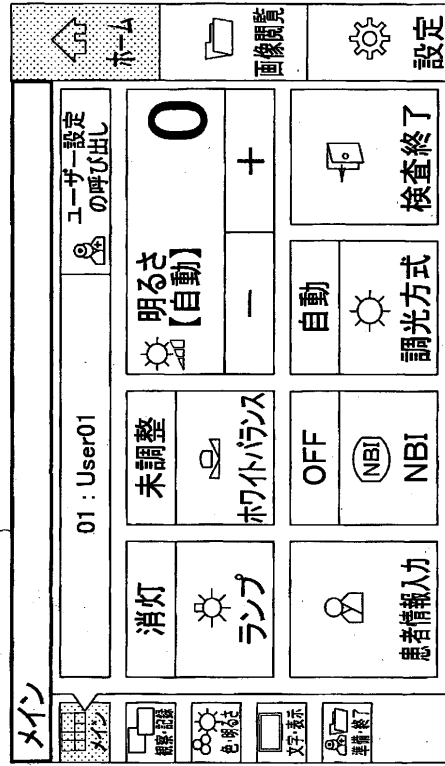 メイン
メイン
観察・記録
色・明るさ
文字・表示
準備・終了
01 : User01
ユーザー設定
の呼び出し
消灯
ランプ
未調整
ホワイトバランス
明るさ
【自動】
0
−
+
患者情報入力
OFF
NBI
NBI
自動
調光方式
検査終了
ホーム
画像閲覧
設定